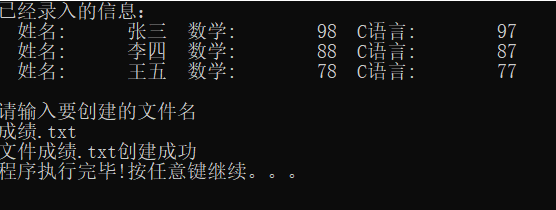 已经录入的信息:
姓名: 张三 数学: 98 C语言: 97
姓名: 李四 数学: 88 C语言: 87
姓名: 王五 数学: 78 C语言: 77
请输入要创建的文件名
成绩.txt
文件成绩.txt创建成功
程序执行完毕!按任意键继续。。。